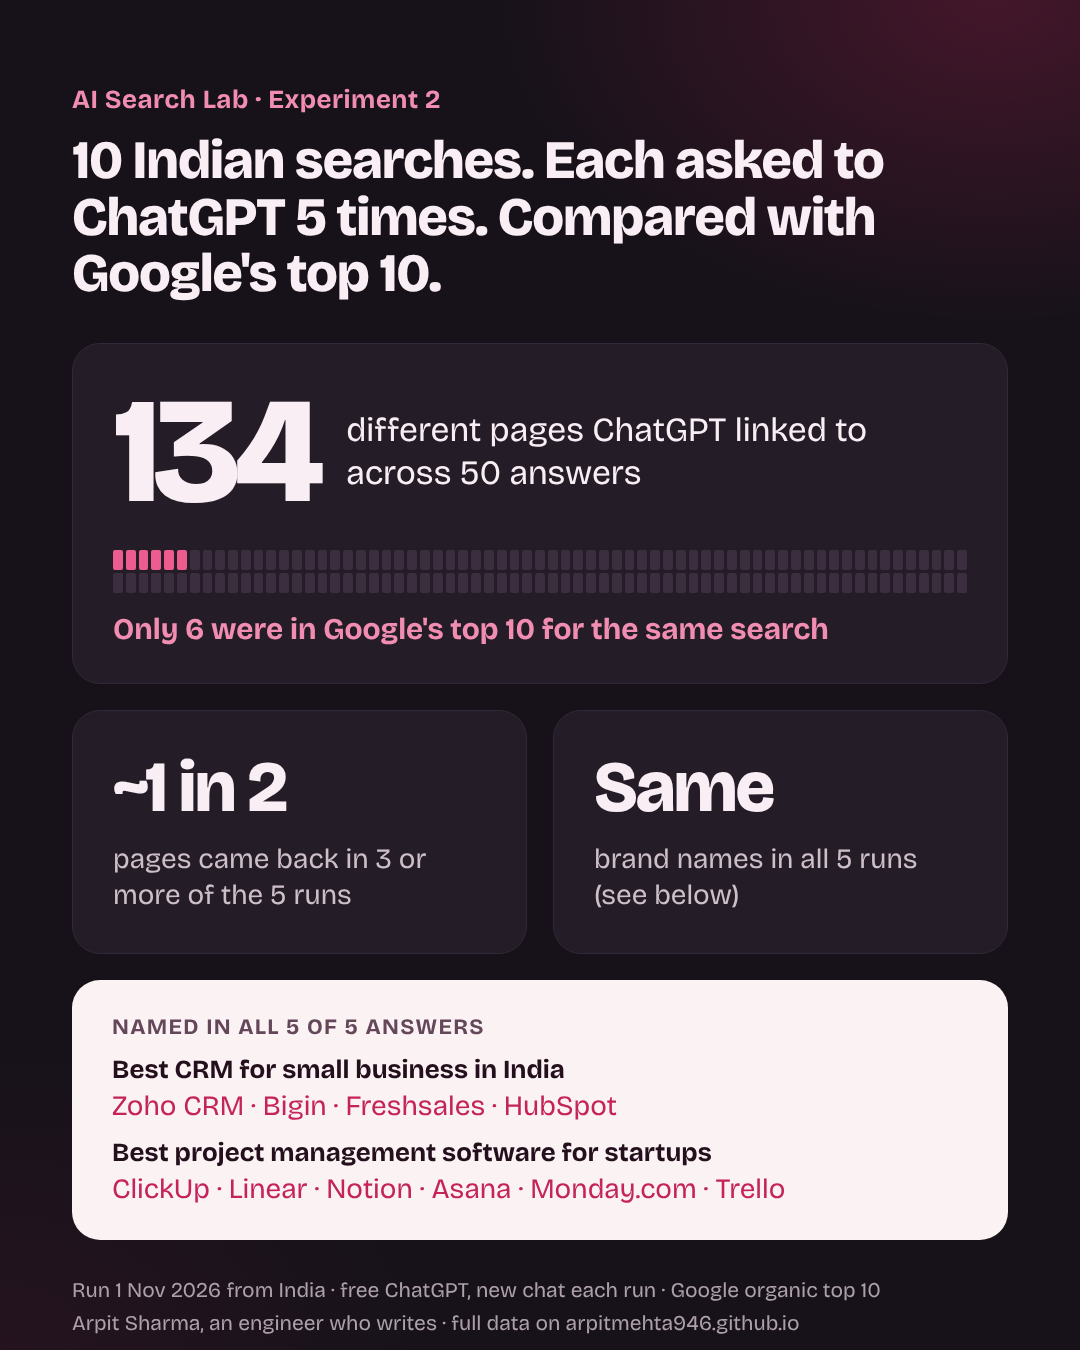 AI Search Lab · Experiment 2
10 Indian searches. Each asked to
ChatGPT 5 times. Compared with
Google's top 10.
134
different pages ChatGPT linked to
across 50 answers
Only 6 were in Google's top 10 for the same search
~1 in 2
pages came back in 3 or
more of the 5 runs
Same
brand names in all 5 runs
(see below)
NAMED IN ALL 5 OF 5 ANSWERS
Best CRM for small business in India
Zoho CRM · Bigin · Freshsales · HubSpot
Best project management software for startups
ClickUp · Linear · Notion · Asana · Monday.com · Trello
Run 1 Nov 2026 from India · free ChatGPT, new chat each run · Google organic top 10
Arpit Sharma, an engineer who writes · full data on arpitmehta946.github.io